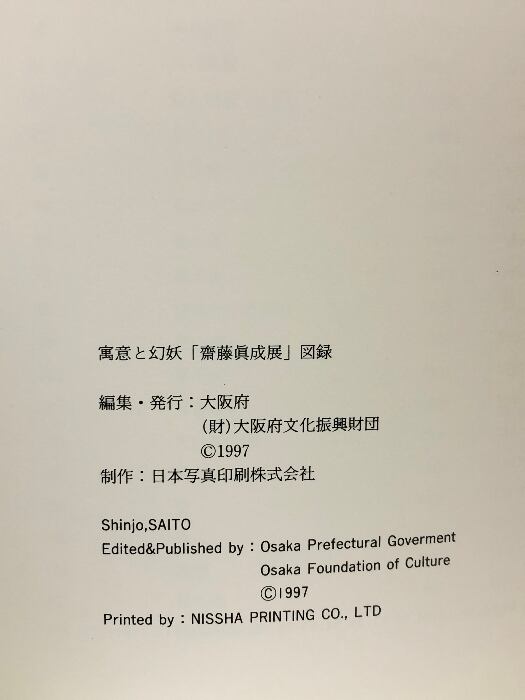 寓意と幻妖「齋藤眞成展」図録
編集・発行：大阪府
（財）大阪府文化振興財団
©1997
制作：日本写真印刷株式会社
Shinjo,SAITO
Edited&Published by：Osaka Prefectural Goverment
Osaka Foundation of Culture
©1997
Printed by：NISSHA PRINTING CO., LTD